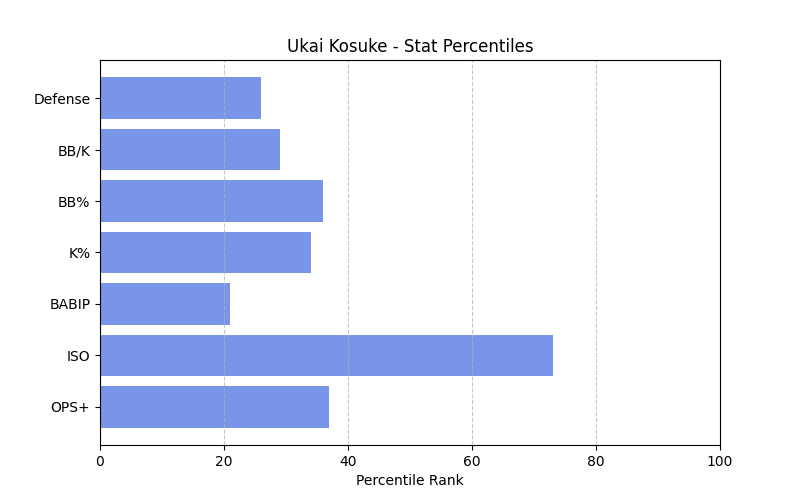 Ukai Kosuke - Stat Percentiles
Defense
BB/K
BB%
K%
BABIP
ISO
OPS+
0 20 40 60 80 100
Percentile Rank